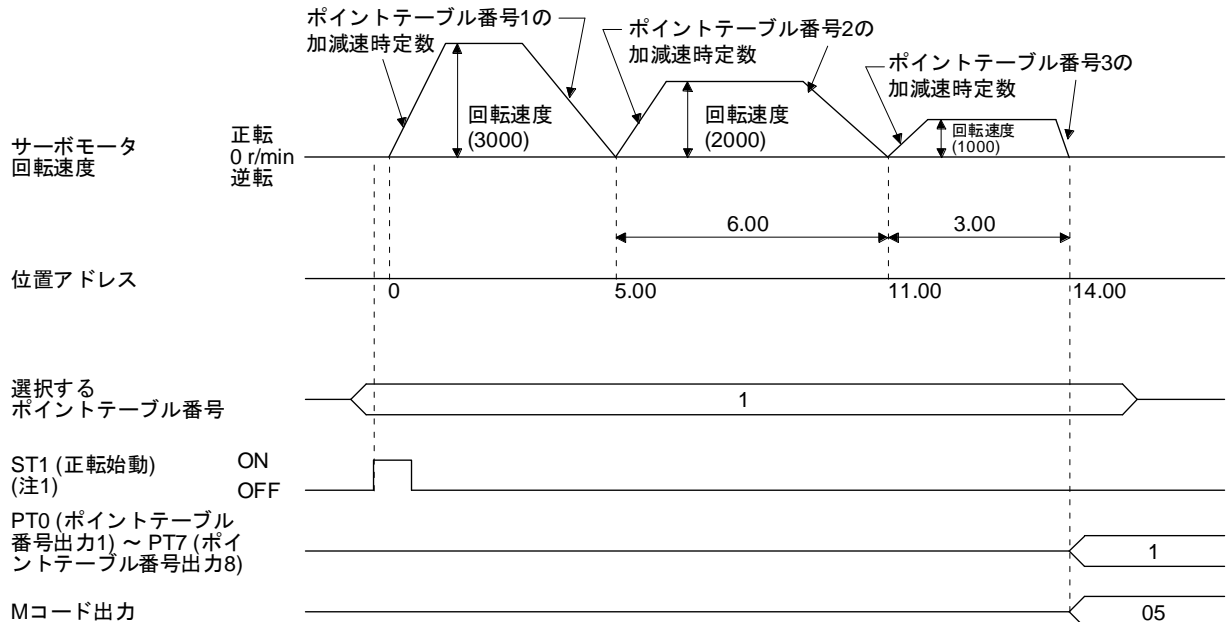 ポイントテーブル番号1の
加減速時定数
ポイントテーブル番号2の
加減速時定数
ポイントテーブル番号3の
加減速時定数
回転速度
(3000)
回転速度
(2000)
回転速度
(1000)
サーボモータ
回転速度
正転
0 r/min
逆転
6.00
3.00
位置アドレス
0
5.00
11.00
14.00
選択する
ポイントテーブル番号
1
ST1 (正転始動)
(注1)
ON
OFF
PT0 (ポイントテーブル
番号出力1) ～ PT7 (ポイ
ントテーブル番号出力8)
1
Mコード出力
05